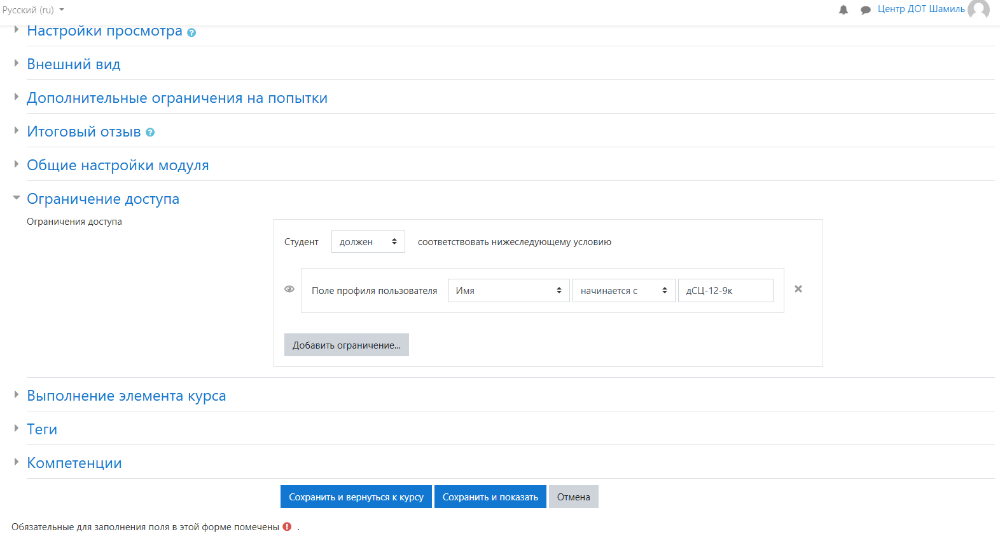 Русский (ru)
Центр ДОТ Шамиль
Настройки просмотра
Внешний вид
Дополнительные ограничения на попытки
Итоговый отзыв
Общие настройки модуля
Ограничение доступа
Ограничения доступа
Студент должен соответствовать нижеследующему условию
Поле профиля пользователя Имя начинается с дСЦ-12-9к
Добавить ограничение...
Выполнение элемента курса
Теги
Компетенции
Сохранить и вернуться к курсу Сохранить и показать Отмена
Обязательные для заполнения поля в этой форме помечены .